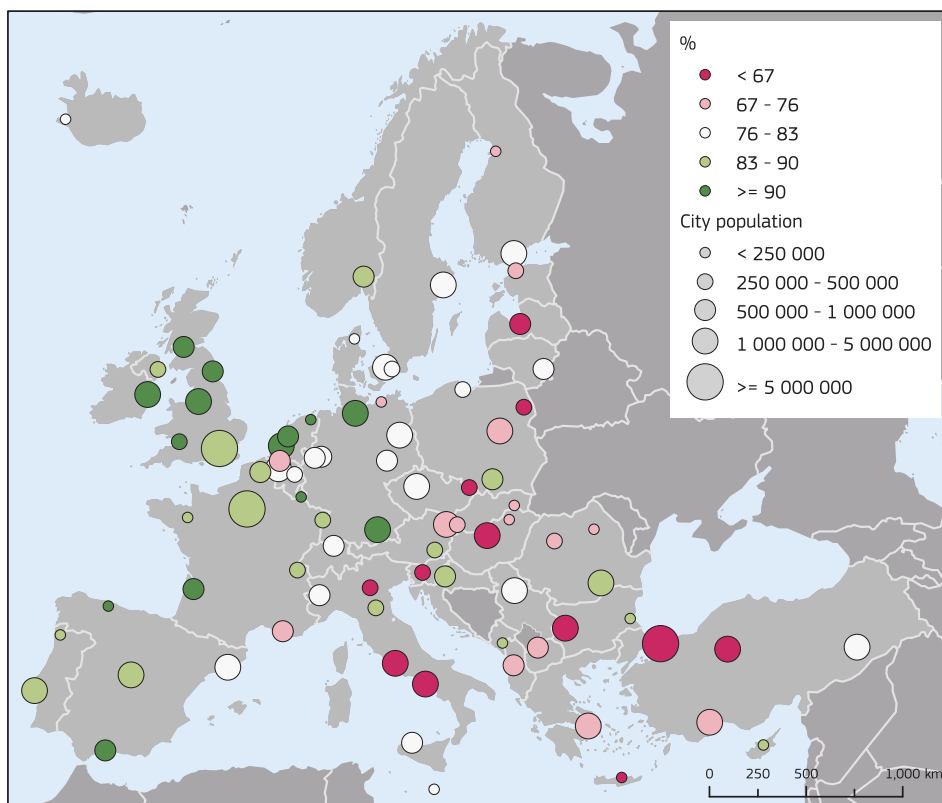 %
< 67
67 - 76
76 - 83
83 - 90
>= 90
City population
< 250 000
250 000 - 500 000
500 000 - 1 000 000
1 000 000 - 5 000 000
>= 5 000 000
0 250 500 1,000 km